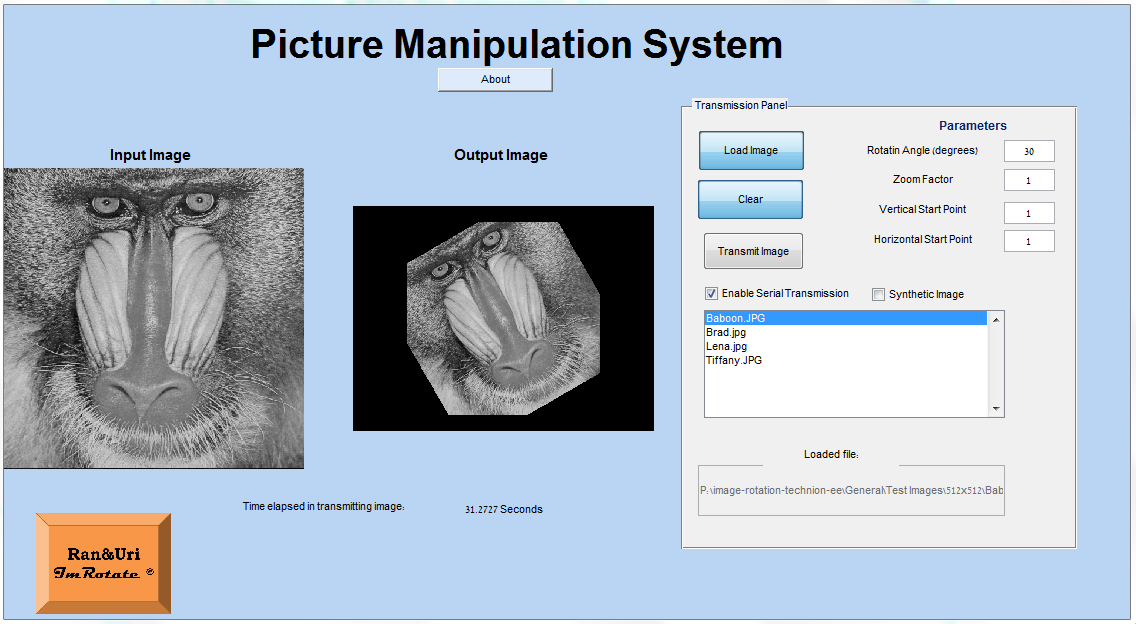 Picture Manipulation System
About
Input Image
Output Image
Time elapsed in transmitting image:
31.2727 Seconds
Ran&Uri
ImRotate ®
Transmission Panel
Load Image
Clear
Transmit Image
Parameters
Rotatin Angle (degrees)
30
Zoom Factor
1
Vertical Start Point
1
Horizontal Start Point
1
Enable Serial Transmission
Synthetic Image
Baboon.JPG
Brad.jpg
Lena.jpg
Tiffany.JPG
Loaded file:
P:\image-rotation-technion-ee\General\Test Images\512x512\Bab